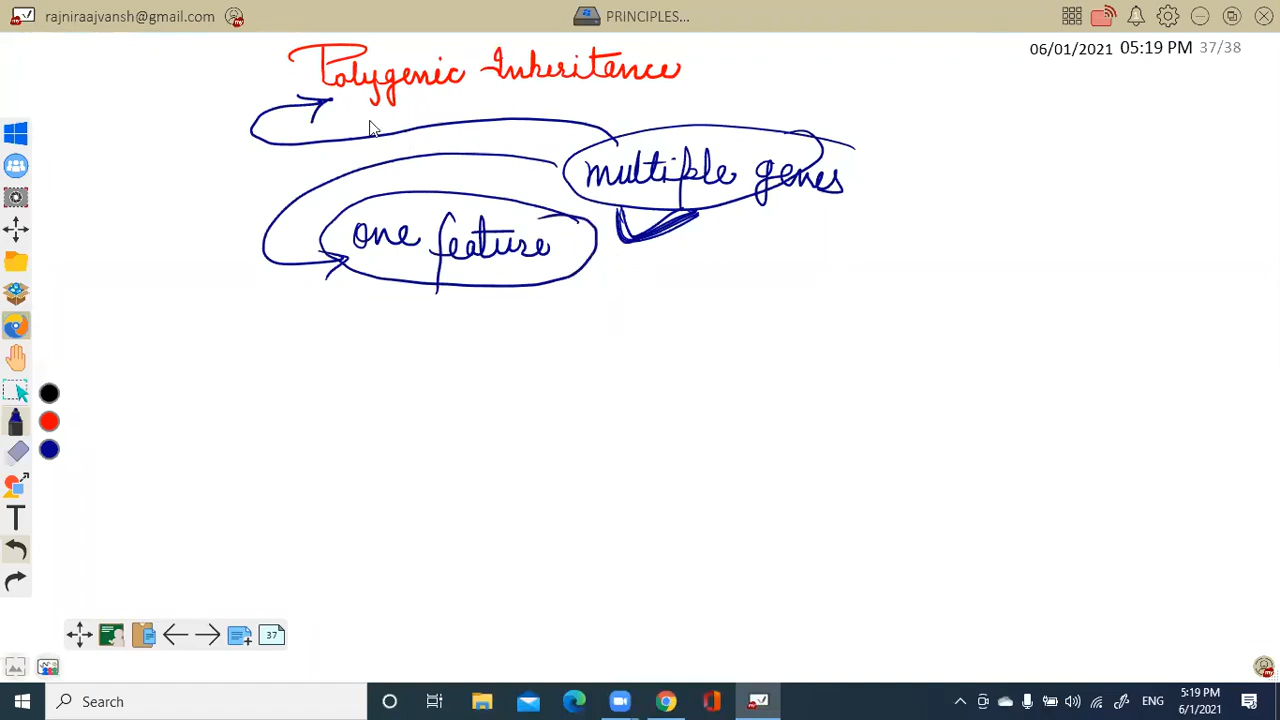 rajniraajvansh@gmail.com
PRINCIPLES...
06/01/2021 05:19 PM 37/38
Polygenic Inheritance
multiple genes
one feature
T
37
Search
ENG
5:19 PM
6/1/2021